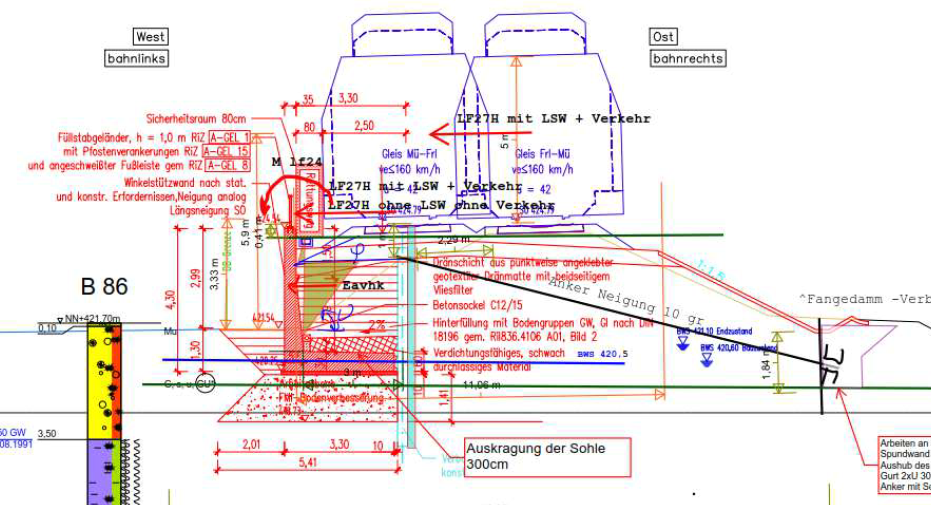 West
bahnlinks
Ost
bahnrechts
35
3,30
Sicherheitsraum 80cm
80
2,50
LF27H mit LSW + Verkehr
5 m
Füllstabgeländer, h = 1,0 m RiZ A-GEL 1
mit Pfostenverankerungen RiZ A-GEL 15
und angeschweißter Fußleiste gem RiZ A-GEL 8
Gleis Mü-Frl
ve≤160 km/h
Gleis Frl-Mü
ve≤160 km/h
M lf24
Winkelstützwand nach stat.
und konstr. Erfordernissen,Neigung analog
Längsneigung SO
LF27H mit LSW + Verkehr
= 42
LF27H ohne LSW ohne Verkehr
SO 424.79
5,9 m
0,41 m
2,29 m
3,33 m
2,99
4,30
1,30
1:1.5
Dränschicht aus punktweise angeklebter
geotextiler Dränmatte mit beidseitigem
Vliesfilter
Eavhk
Anker Neigung 10 gr
Betonsockel C12/15
^Fangedamm -Verb
B 86
NN+421.70m
0,10
Mu
421.54
2%
Hinterfüllung mit Bodengruppen GW, GI nach DIN
18196 gem. Ril836.4106 A01, Bild 2
BWS 421.10 Endzustand
BWS 420,60 Bauzustand
Verdichtungsfähiges, schwach
durchlässiges Material
BWS 420.5
1,84 m
3 m
11,06 m
1,41
FMI-Bodenverbesserung
3,50
GW
08.1991
2,01
3,30
10
5,41
Auskragung der Sohle
300cm
Arbeiten an
Spundwand
Aushub des
Gurt 2xU 30
Anker mit